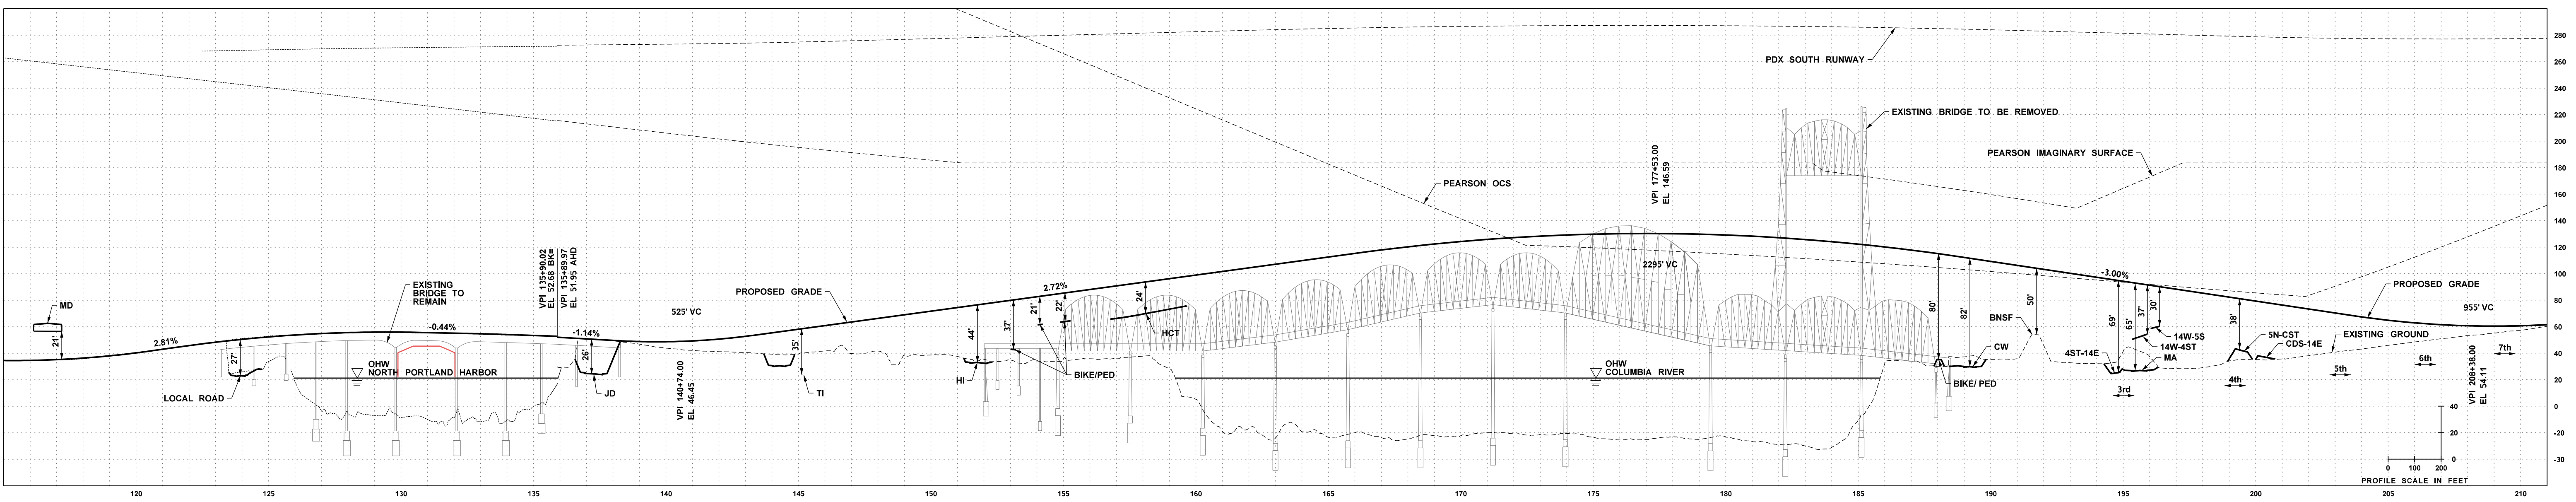 280
260
240
220
200
180
160
140
120
100
80
60
40
20
0
-30
PDX SOUTH RUNWAY
EXISTING BRIDGE TO BE REMOVED
PEARSON IMAGINARY SURFACE
PEARSON OCS
VPI 177+53.00
EL 146.59
2295' VC
MD
21'
2.81%
LOCAL ROAD
27'
EXISTING
BRIDGE TO
REMAIN
-0.44%
OHW
NORTH PORTLAND HARBOR
VPI 135+90.02
EL 52.68 BK=
VPI 135+89.97
EL 51.95 AHD
-1.14%
26'
JD
525' VC
VPI 140+74.00
EL 46.45
PROPOSED GRADE
35'
TI
44'
HI
37'
21'
22'
2.72%
24'
BIKE/PED
HCT
OHW
COLUMBIA RIVER
80'
82'
BIKE/ PED
CW
50'
BNSF
-3.00%
69'
65'
37'
30'
4ST-14E
14W-5S
14W-4ST
MA
3rd
38'
5N-CST
CDS-14E
4th
PROPOSED GRADE
EXISTING GROUND
955' VC
5th
6th
7th
VPI 208+38.00
EL 54.11
40
20
0
0 100 200
PROFILE SCALE IN FEET
120 125 130 135 140 145 150 155 160 165 170 175 180 185 190 195 200 205 210